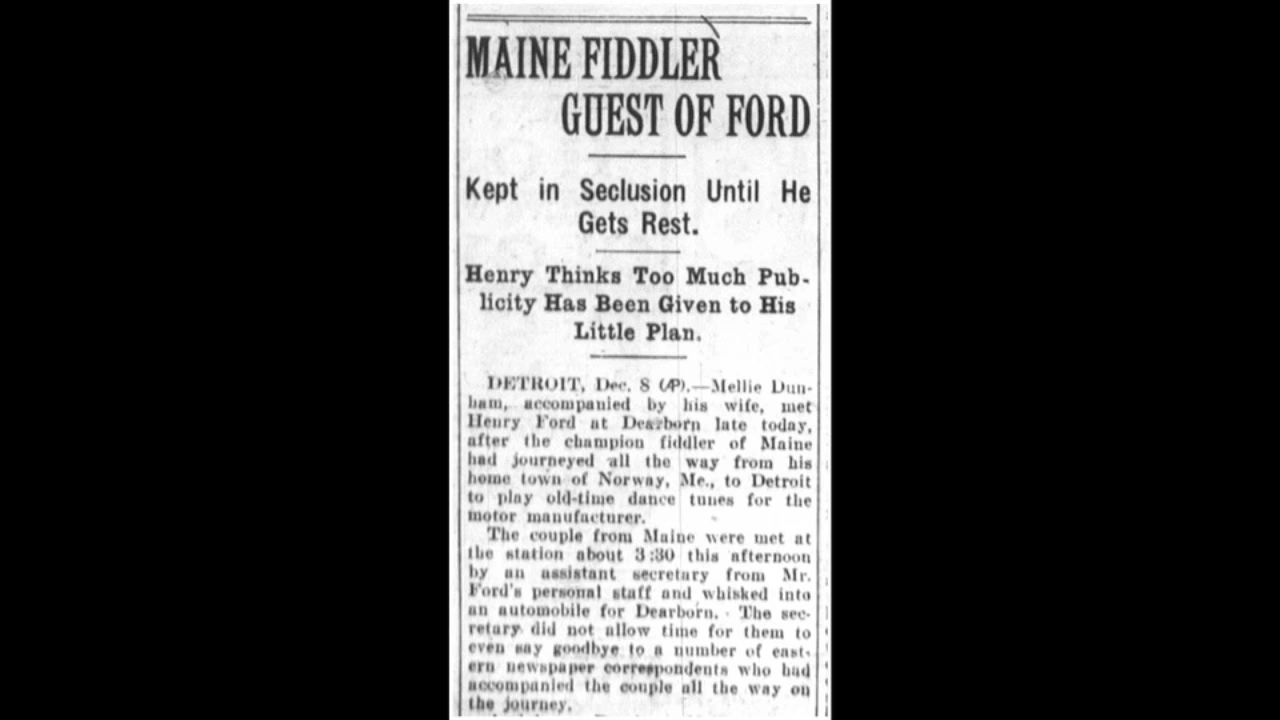 MAINE FIDDLER
GUEST OF FORD
Kept in Seclusion Until He
Gets Rest.
Henry Thinks Too Much Pub-
licity Has Been Given to His
Little Plan.
DETROIT, Dec. 8 (AP).—Mellie Dun-
ham, accompanied by his wife, met
Henry Ford at Dearborn late today,
after the champion fiddler of Maine
had journeyed all the way from his
home town of Norway, Me., to Detroit
to play old-time dance tunes for the
motor manufacturer.
The couple from Maine were met at
the station about 3:30 this afternoon
by an assistant secretary from Mr.
Ford's personal staff and whisked into
an automobile for Dearborn. The sec-
retary did not allow time for them to
even say goodbye to a number of east-
ern newspaper correspondents who had
accompanied the couple all the way on
the journey.